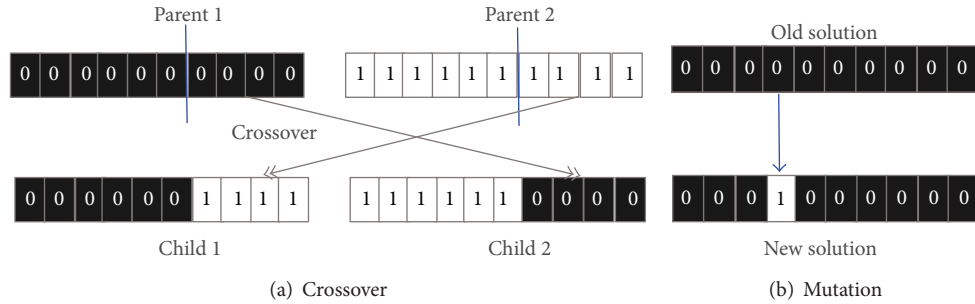 Parent 1
Parent 2
Old solution
0 0 0 0 0 0 0 0 0 0
1 1 1 1 1 1 1 1 1 1
0 0 0 0 0 0 0 0 0 0
Crossover
0 0 0 0 0 0 1 1 1 1
1 1 1 1 1 1 0 0 0 0
0 0 0 1 0 0 0 0 0 0
Child 1
Child 2
New solution
(a) Crossover
(b) Mutation